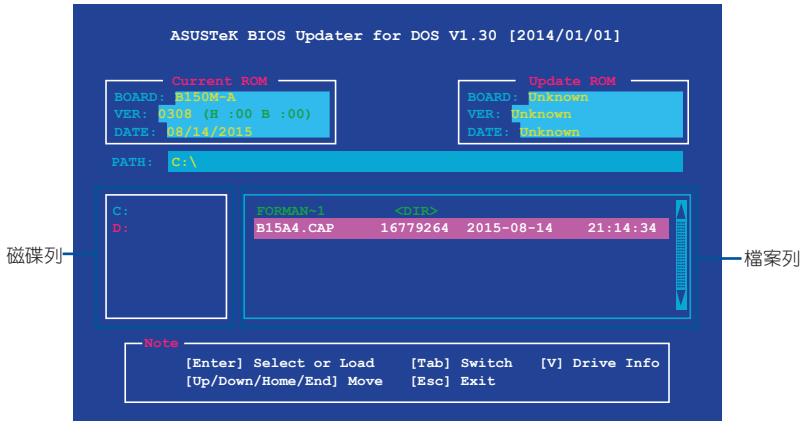 ASUSTeK BIOS Updater for DOS V1.30 [2014/01/01]
Current ROM
BOARD: B150M-A
VER: 0308 (H :00 B :00)
DATE: 08/14/2015
Update ROM
BOARD: Unknown
VER: Unknown
DATE: Unknown
PATH: C:\
C:
D:
FORMAN~1 <DIR>
B15A4.CAP 16779264 2015-08-14 21:14:34
磁碟列
檔案列
Note
[Enter] Select or Load [Tab] Switch [V] Drive Info
[Up/Down/Home/End] Move [Esc] Exit